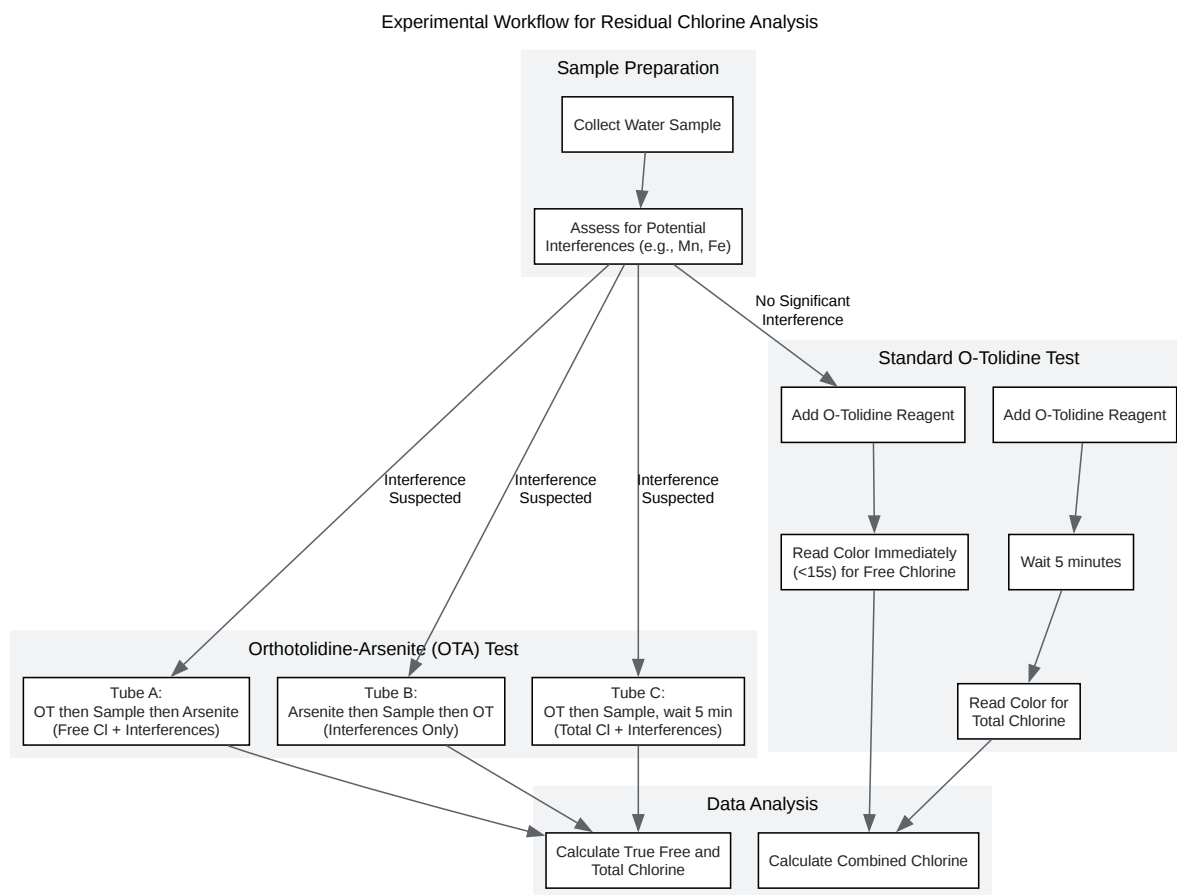 Experimental Workflow for Residual Chlorine Analysis
Sample Preparation
Collect Water Sample
Assess for Potential
Interferences (e.g., Mn, Fe)
No Significant
Interference
Standard O-Tolidine Test
Add O-Tolidine Reagent
Add O-Tolidine Reagent
Interference
Suspected
Interference
Suspected
Interference
Suspected
Read Color Immediately
(<15s) for Free Chlorine
Wait 5 minutes
Orthotolidine-Arsenite (OTA) Test
Tube A:
OT then Sample then Arsenite
(Free Cl + Interferences)
Tube B:
Arsenite then Sample then OT
(Interferences Only)
Tube C:
OT then Sample, wait 5 min
(Total Cl + Interferences)
Read Color for
Total Chlorine
Data Analysis
Calculate True Free and
Total Chlorine
Calculate Combined Chlorine